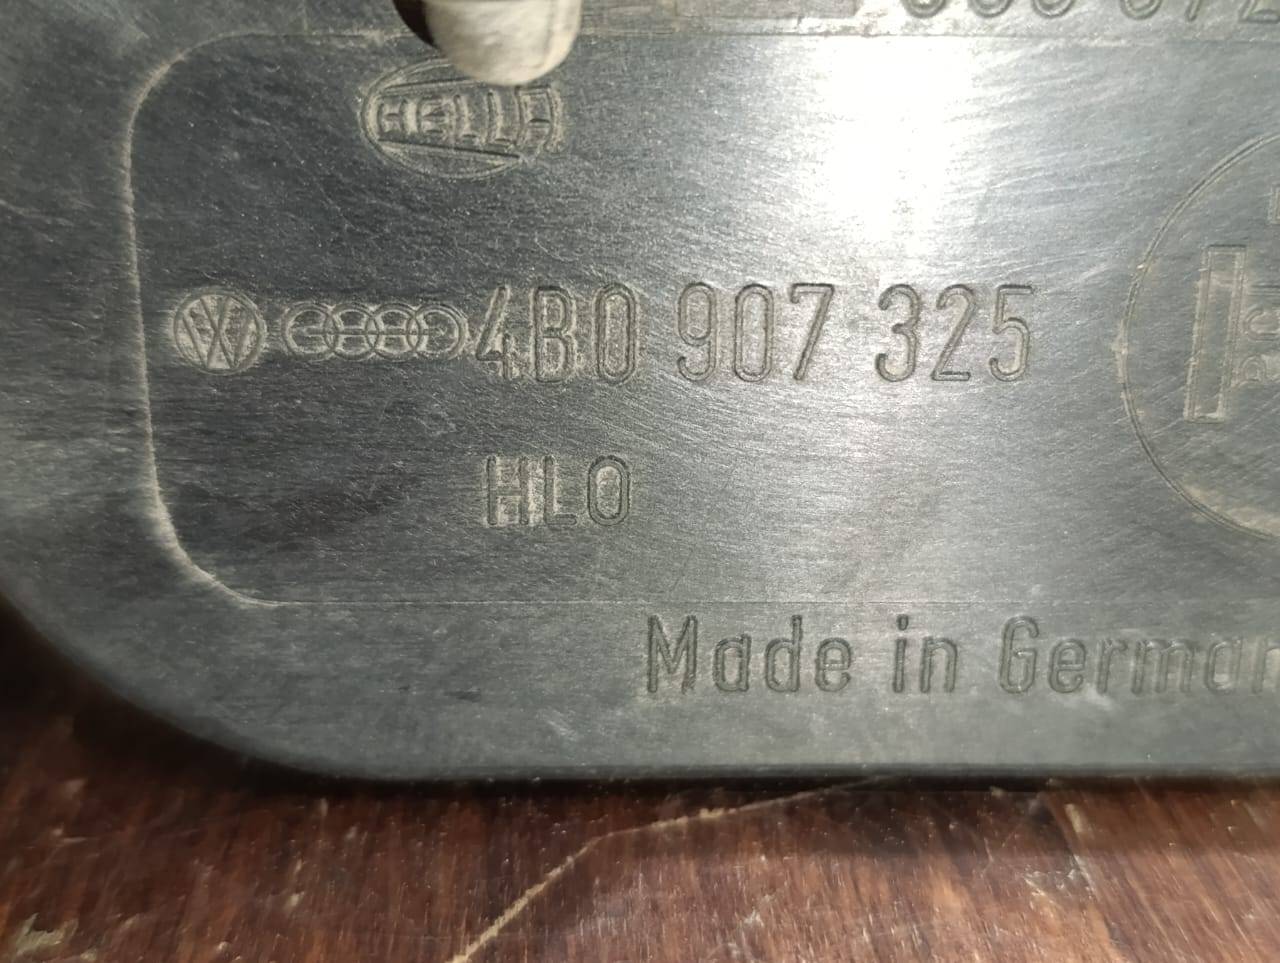 HELLA
4B0 907 325
HLO
Made in German